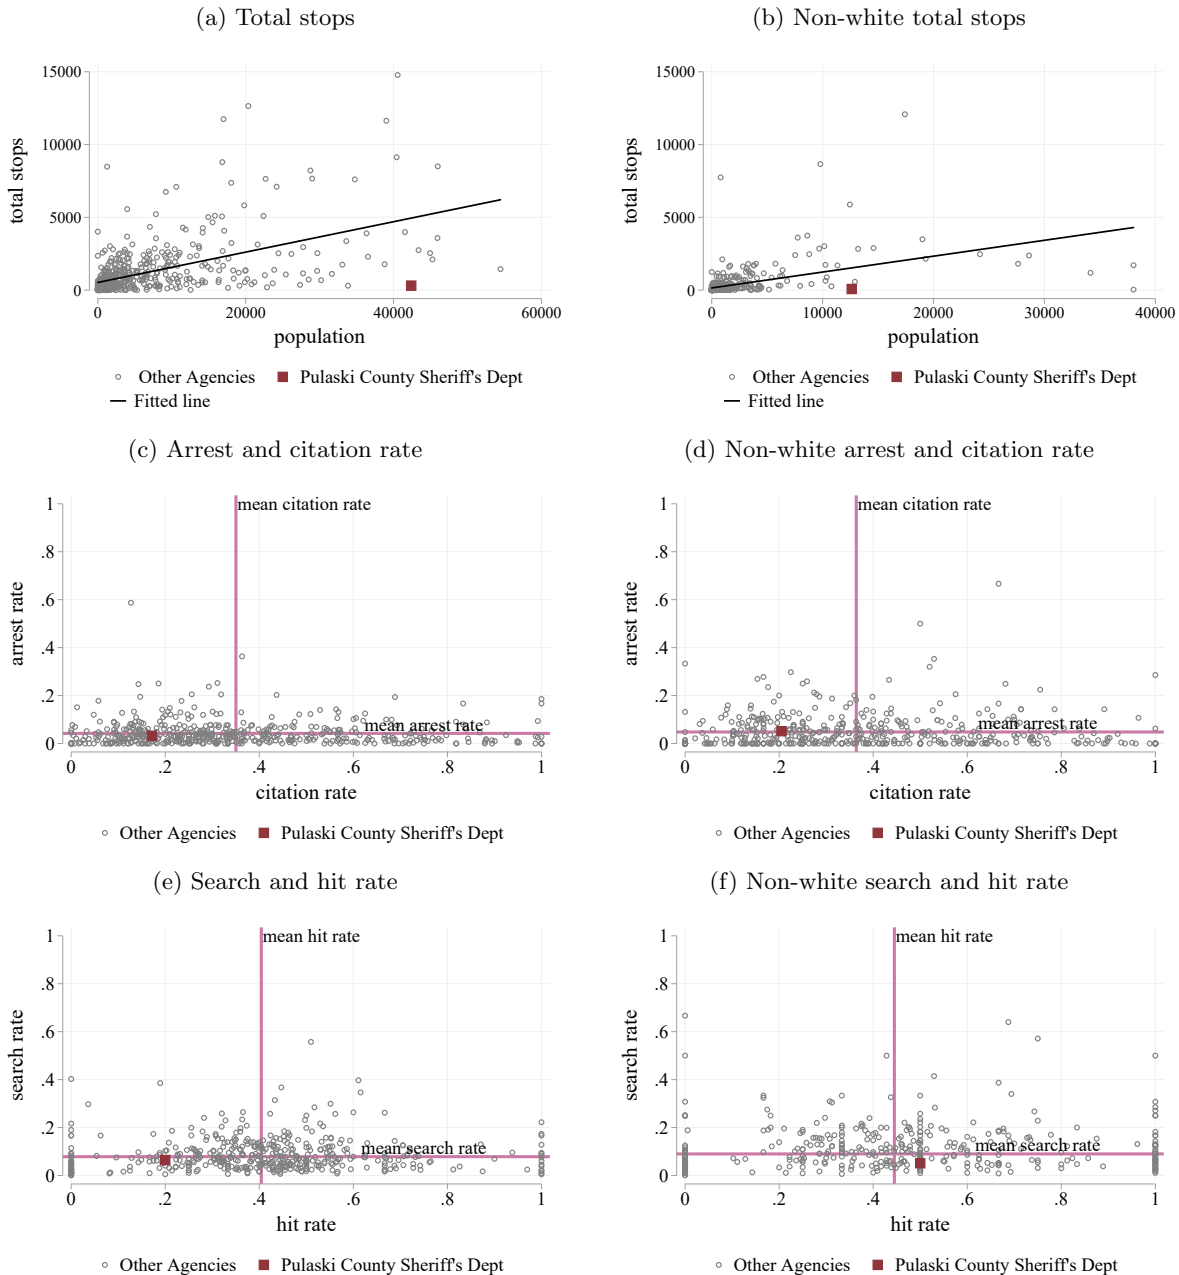 (a) Total stops
(b) Non-white total stops
15000
10000
5000
0
total stops
0 20000 40000 60000
population
Other Agencies Pulaski County Sheriff's Dept
Fitted line
15000
10000
5000
0
total stops
0 10000 20000 30000 40000
population
Other Agencies Pulaski County Sheriff's Dept
Fitted line
(c) Arrest and citation rate
(d) Non-white arrest and citation rate
1
.8
.6
.4
.2
0
arrest rate
mean citation rate
mean arrest rate
0 .2 .4 .6 .8 1
citation rate
Other Agencies Pulaski County Sheriff's Dept
1
.8
.6
.4
.2
0
arrest rate
mean citation rate
mean arrest rate
0 .2 .4 .6 .8 1
citation rate
Other Agencies Pulaski County Sheriff's Dept
(e) Search and hit rate
(f) Non-white search and hit rate
1
.8
.6
.4
.2
0
search rate
mean hit rate
mean search rate
0 .2 .4 .6 .8 1
hit rate
Other Agencies Pulaski County Sheriff's Dept
1
.8
.6
.4
.2
0
search rate
mean hit rate
mean search rate
0 .2 .4 .6 .8 1
hit rate
Other Agencies Pulaski County Sheriff's Dept